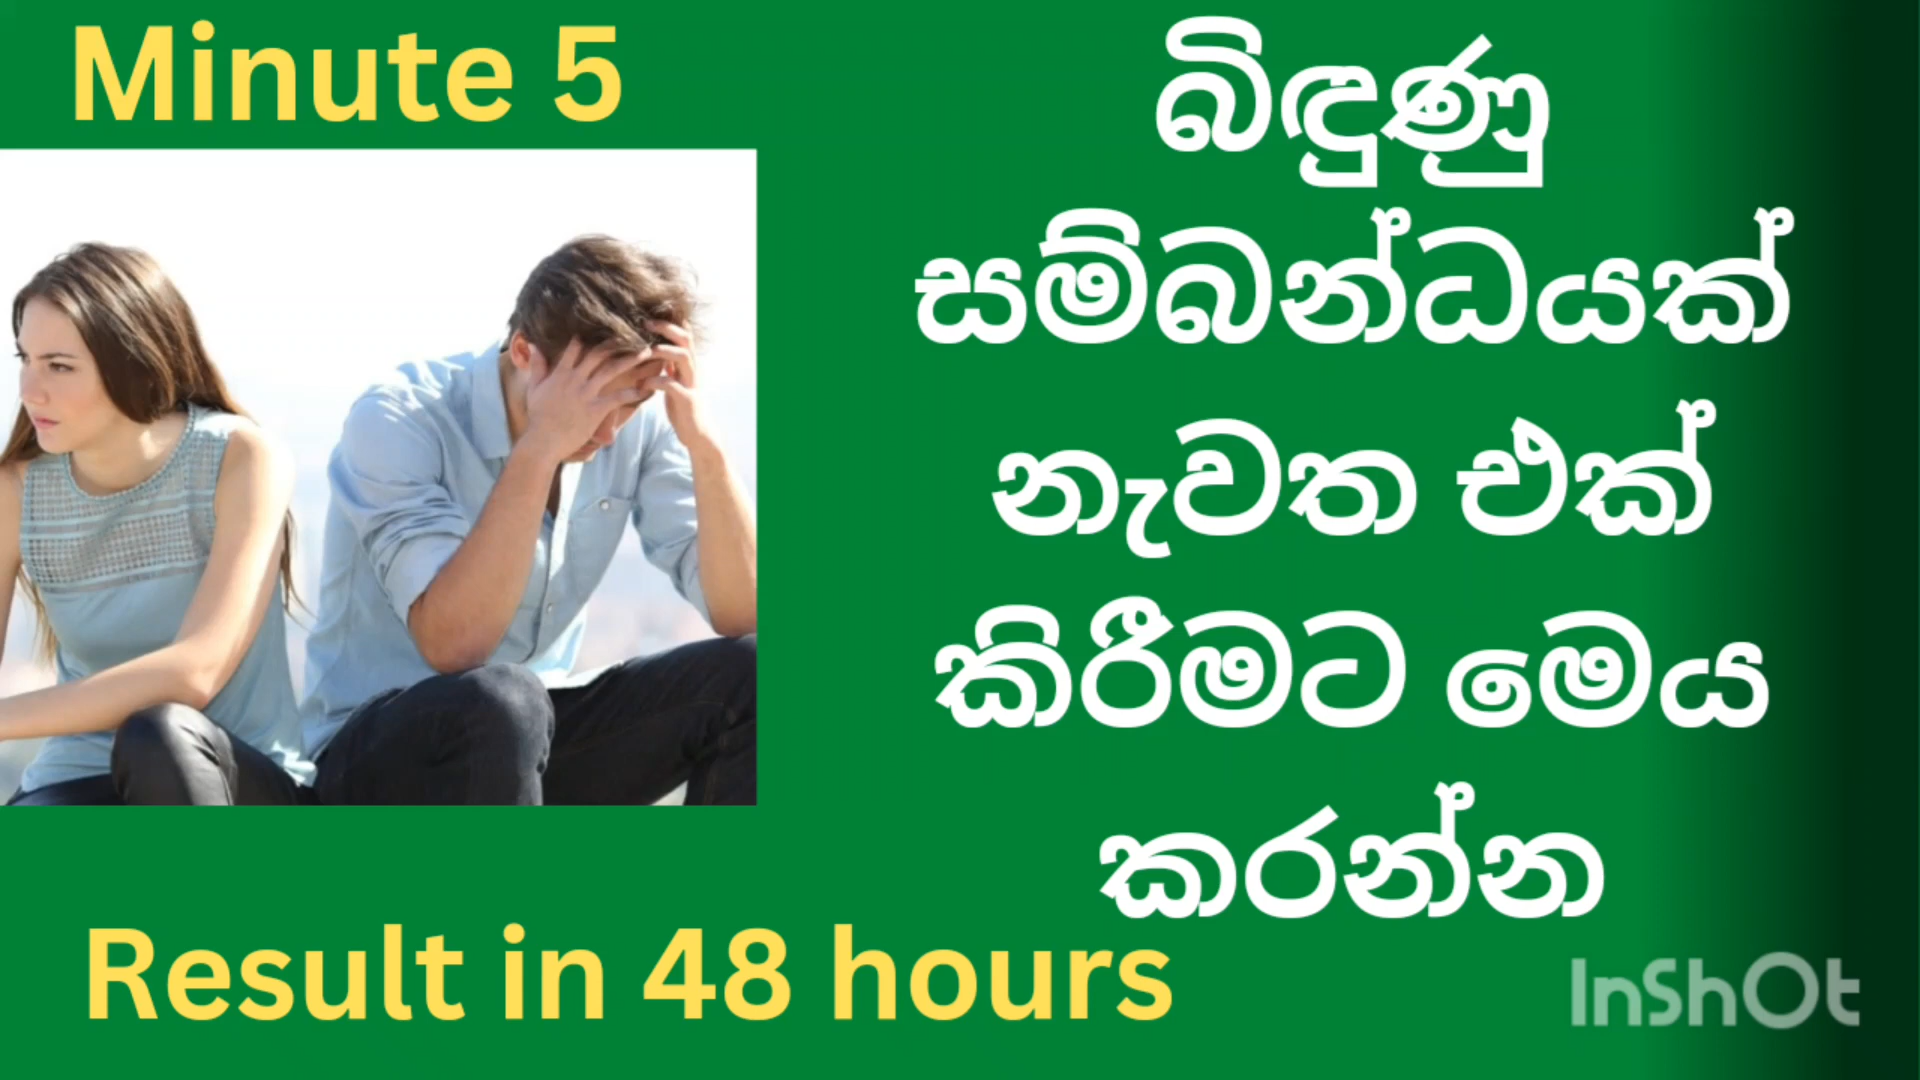 Minute 5
බිඳුණු
සම්බන්ධයක්
නැවත එක්
කිරීමට මෙය
කරන්න
Result in 48 hours
InShOt